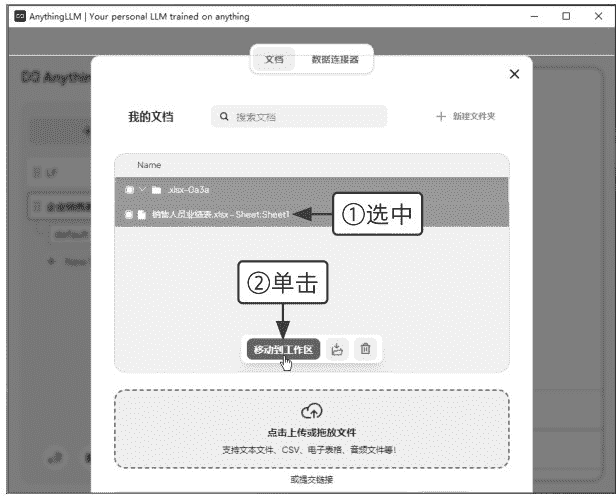 AnythingLLM | Your personal LLM trained on anything
文档 数据连接器
Anythin
我的文档 搜索文档 新建文件夹
Name
.xlsx-0a3a
LF
销售人员业绩表.xlsx-Sheet:Sheet1
①选中
default
New
②单击
移动到工作区
点击上传或拖放文件
支持文本文件、CSV、电子表格、音频文件等!
或提交链接